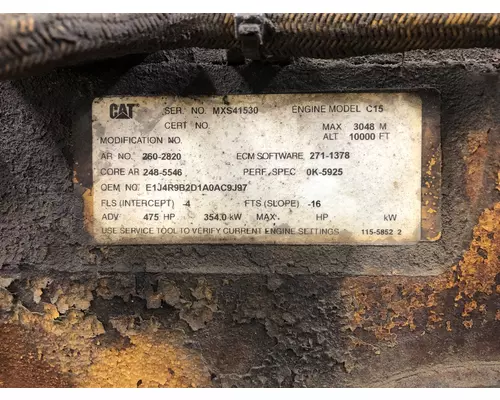 CAT SER. NO. MXS41530 ENGINE MODEL C15
CERT NO. MAX 3048 M
MODIFICATION NO. ALT 10000 FT
AR NO. 260-2820 ECM SOFTWARE 271-1378
CORE AR 248-5546 PERF. SPEC 0K-5925
OEM NO. E1J4R9B2D1A0AC9J97
FLS (INTERCEPT) -4 FTS (SLOPE) -16
ADV 475 HP 354.0 kW MAX. HP kW
USE SERVICE TOOL TO VERIFY CURRENT ENGINE SETTINGS 115-5852 2